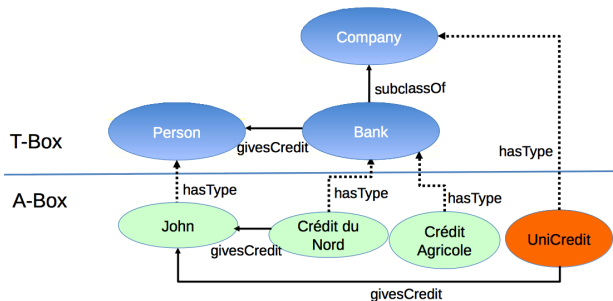 Company
subclassOf
T-Box
Person
Bank
givesCredit
hasType
A-Box
hasType
hasType
hasType
John
Crédit du
Nord
Crédit
Agricole
UniCredit
givesCredit
givesCredit